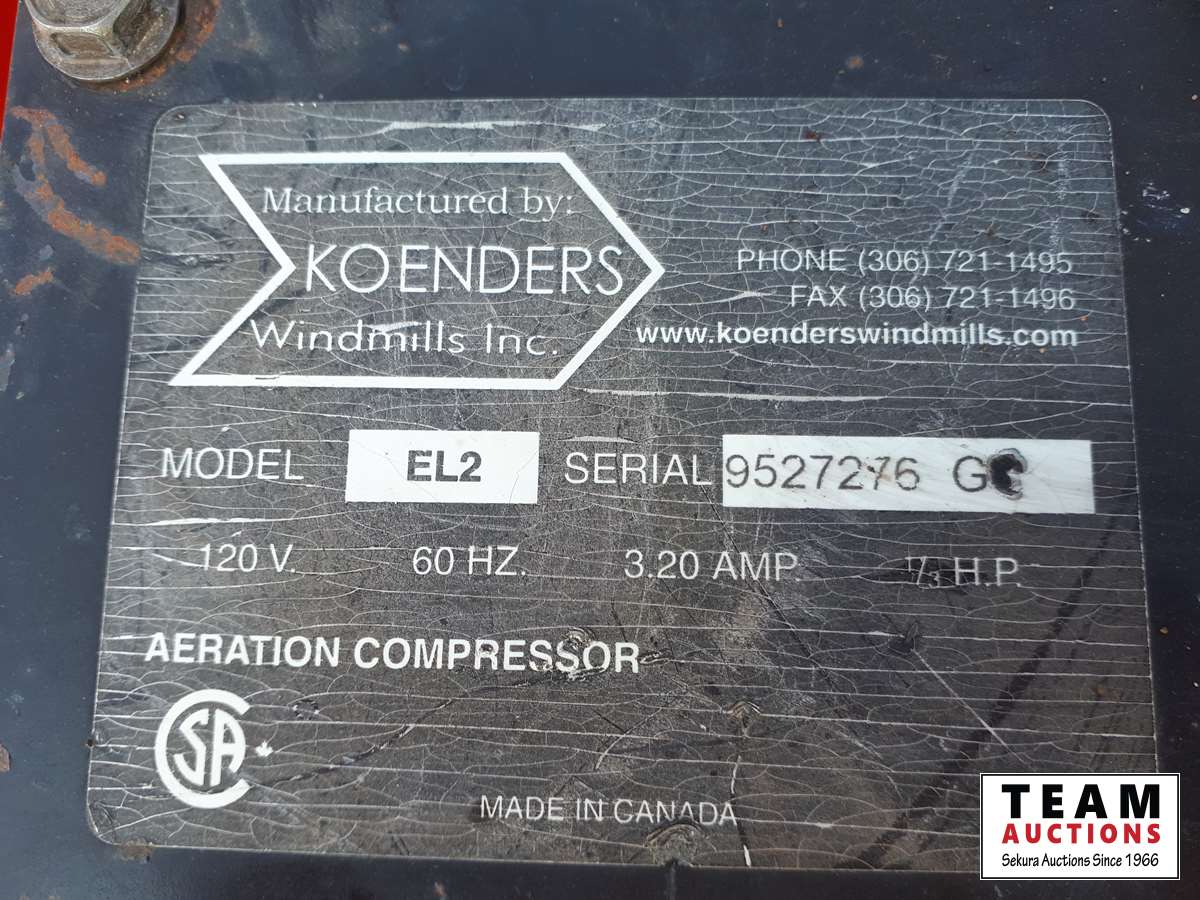 Manufactured by:
KOENDERS
Windmills Inc.
PHONE (306) 721-1495
FAX (306) 721-1496
www.koenderswindmills.com
MODEL EL2 SERIAL 9527276
120 V. 60 HZ. 3.20 AMP. 1/3 H.P.
AERATION COMPRESSOR
CSA
MADE IN CANADA
TEAM
AUCTIONS
Sekura Auctions Since 1966